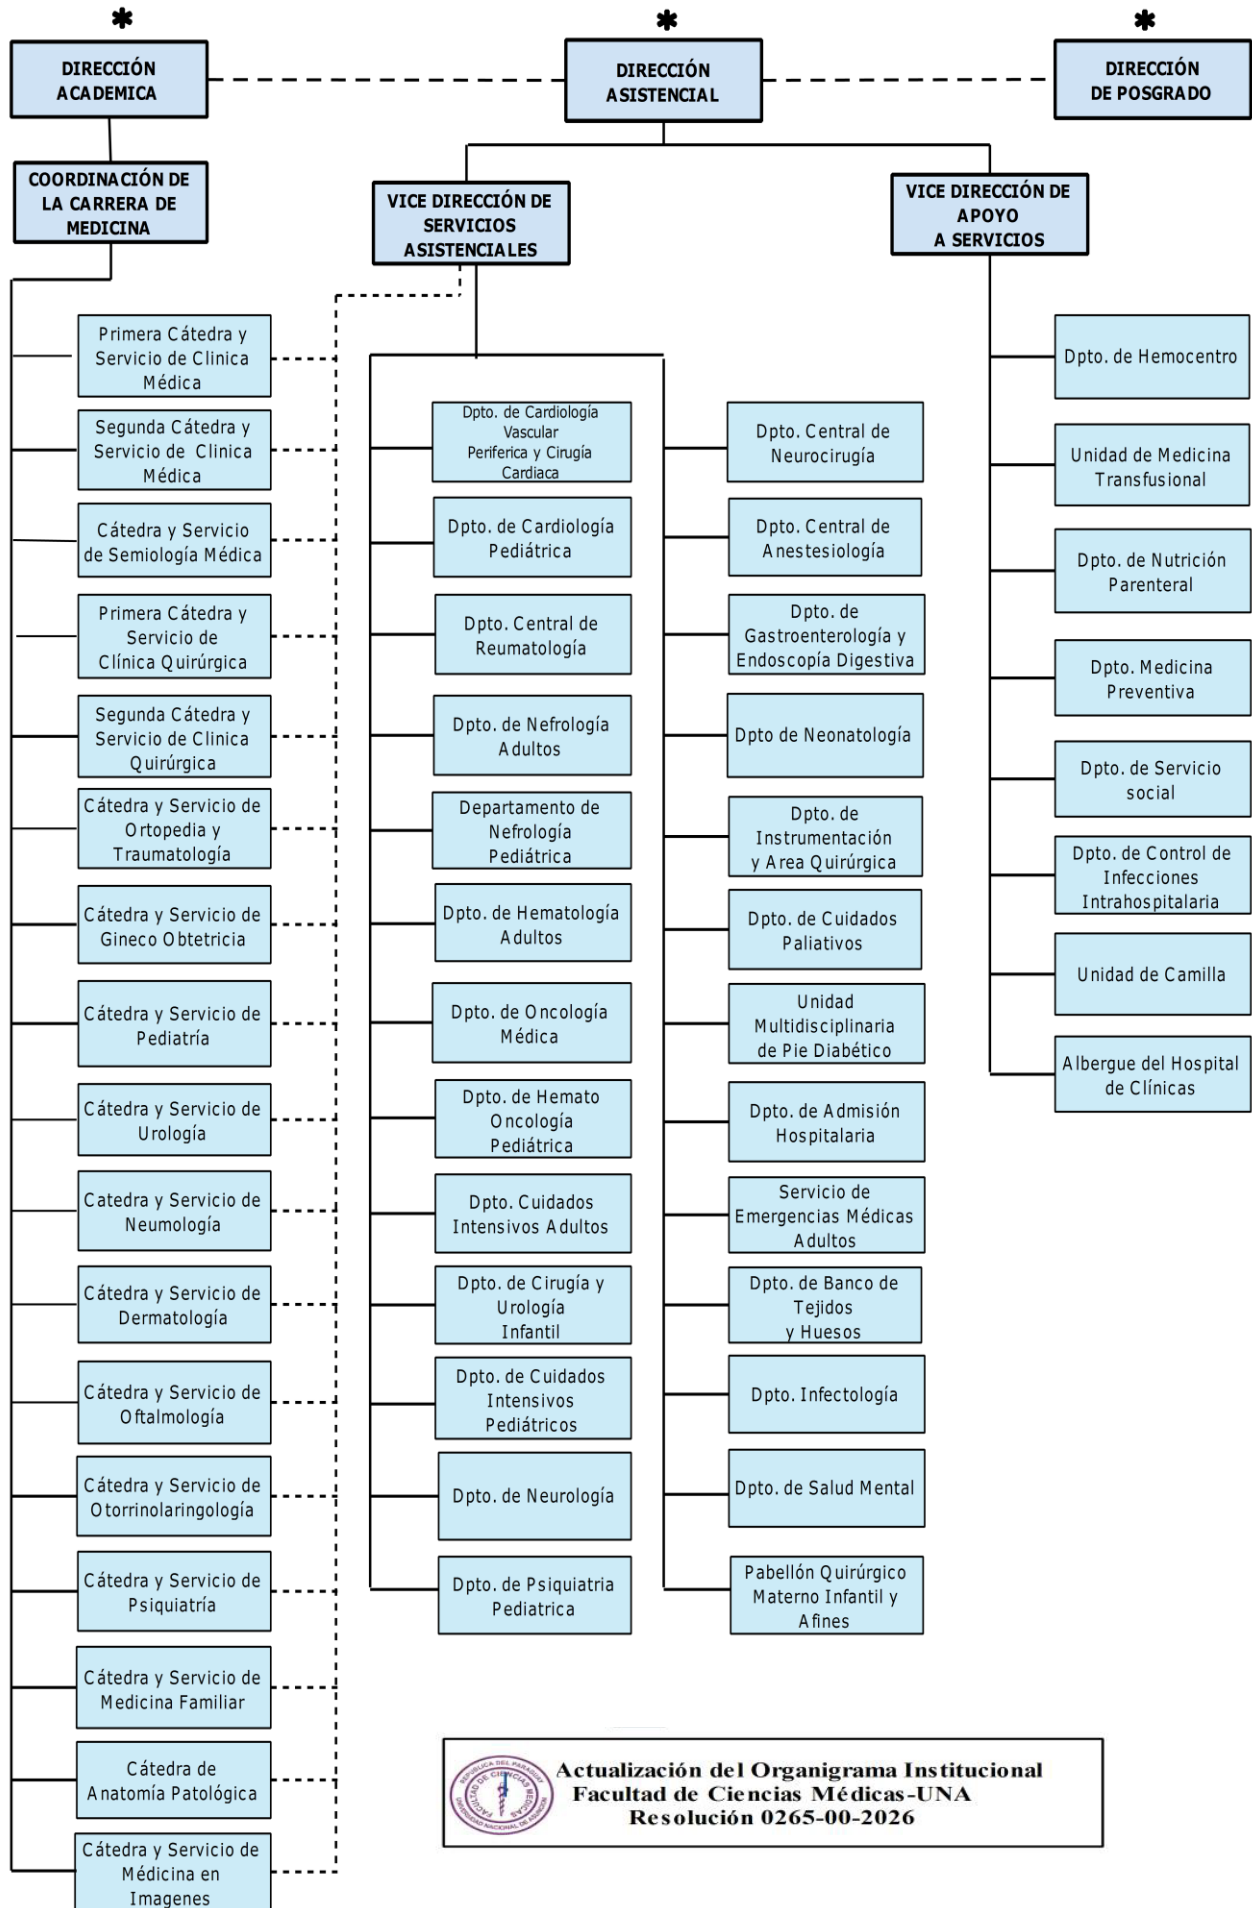 ✱
✱
✱
DIRECCIÓN
ACADEMICA
DIRECCIÓN
ASISTENCIAL
DIRECCIÓN
DE POSGRADO
COORDINACIÓN DE
LA CARRERA DE
MEDICINA
VICE DIRECCIÓN DE
SERVICIOS
ASISTENCIALES
VICE DIRECCIÓN DE
APOYO
A SERVICIOS
Primera Cátedra y
Servicio de Clinica
Médica
Segunda Cátedra y
Servicio de Clinica
Médica
Cátedra y Servicio
de Semiología Médica
Primera Cátedra y
Servicio de
Clínica Quirúrgica
Segunda Cátedra y
Servicio de Clinica
Quirúrgica
Cátedra y Servicio de
Ortopedia y
Traumatología
Cátedra y Servicio de
Gineco Obtetricia
Cátedra y Servicio de
Pediatría
Cátedra y Servicio de
Urología
Catedra y Servicio de
Neumología
Cátedra y Servicio de
Dermatología
Cátedra y Servicio de
Oftalmología
Cátedra y Servicio de
Otorrinolaringología
Cátedra y Servicio de
Psiquiatría
Cátedra y Servicio de
Medicina Familiar
Cátedra de
Anatomía Patológica
Cátedra y Servicio de
Médicina en
Imagenes
Dpto. de Cardiología
Vascular
Periferica y Cirugía
Cardiaca
Dpto. de Cardiología
Pediátrica
Dpto. Central de
Reumatología
Dpto. de Nefrología
Adultos
Departamento de
Nefrología
Pediátrica
Dpto. de Hematología
Adultos
Dpto. de Oncología
Médica
Dpto. de Hemato
Oncología
Pediátrica
Dpto. Cuidados
Intensivos Adultos
Dpto. de Cirugía y
Urología
Infantil
Dpto. de Cuidados
Intensivos
Pediátricos
Dpto. de Neurología
Dpto. de Psiquiatria
Pediatrica
Dpto. Central de
Neurocirugía
Dpto. Central de
Anestesiología
Dpto. de
Gastroenterología y
Endoscopía Digestiva
Dpto de Neonatología
Dpto. de
Instrumentación
y Area Quirúrgica
Dpto. de Cuidados
Paliativos
Unidad
Multidisciplinaria
de Pie Diabético
Dpto. de Admisión
Hospitalaria
Servicio de
Emergencias Médicas
Adultos
Dpto. de Banco de
Tejidos
y Huesos
Dpto. Infectología
Dpto. de Salud Mental
Pabellón Quirúrgico
Materno Infantil y
Afines
Dpto. de Hemocentro
Unidad de Medicina
Transfusional
Dpto. de Nutrición
Parenteral
Dpto. Medicina
Preventiva
Dpto. de Servicio
social
Dpto. de Control de
Infecciones
Intrahospitalaria
Unidad de Camilla
Albergue del Hospital
de Clínicas
REPUBLICA DEL PARAGUAY
FACULTAD DE CIENCIAS MEDICAS
UNIVERSIDAD NACIONAL DE ASUNCION
Actualización del Organigrama Institucional
Facultad de Ciencias Médicas-UNA
Resolución 0265-00-2026